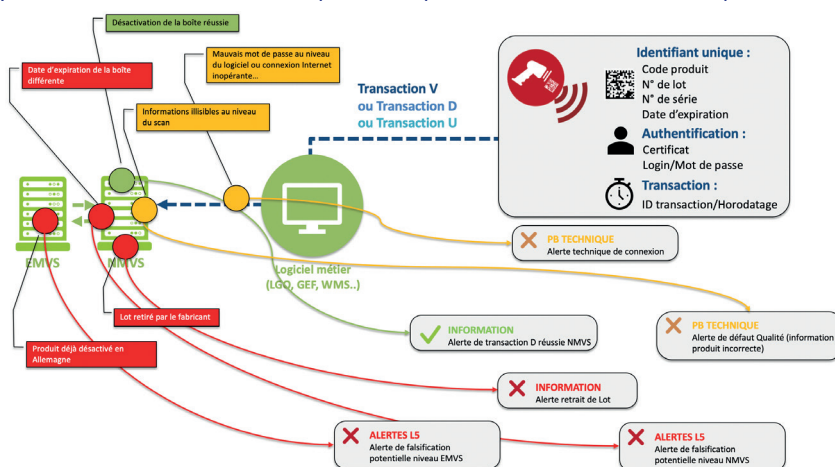 Désactivation de la boîte réussie
Mauvais mot de passe au niveau
du logiciel ou connexion Internet
inopérante...
Date d'expiration de la boîte
différente
Informations illisibles au niveau
du scan
Transaction V
ou Transaction D
ou Transaction U
Identifiant unique :
Code produit
N° de lot
N° de série
Date d'expiration
Authentification :
Certificat
Login/Mot de passe
Transaction :
ID transaction/Horodatage
EMVS
NMVS
Logiciel métier
(LGO, GEF, WMS..)
Lot retiré par le fabricant
Produit déjà désactivé en
Allemagne
PB TECHNIQUE
Alerte technique de connexion
INFORMATION
Alerte de transaction D réussie NMVS
PB TECHNIQUE
Alerte de défaut Qualité (information
produit incorrecte)
INFORMATION
Alerte retrait de Lot
ALERTES L5
Alerte de falsification
potentielle niveau EMVS
ALERTES L5
Alerte de falsification
potentielle niveau NMVS